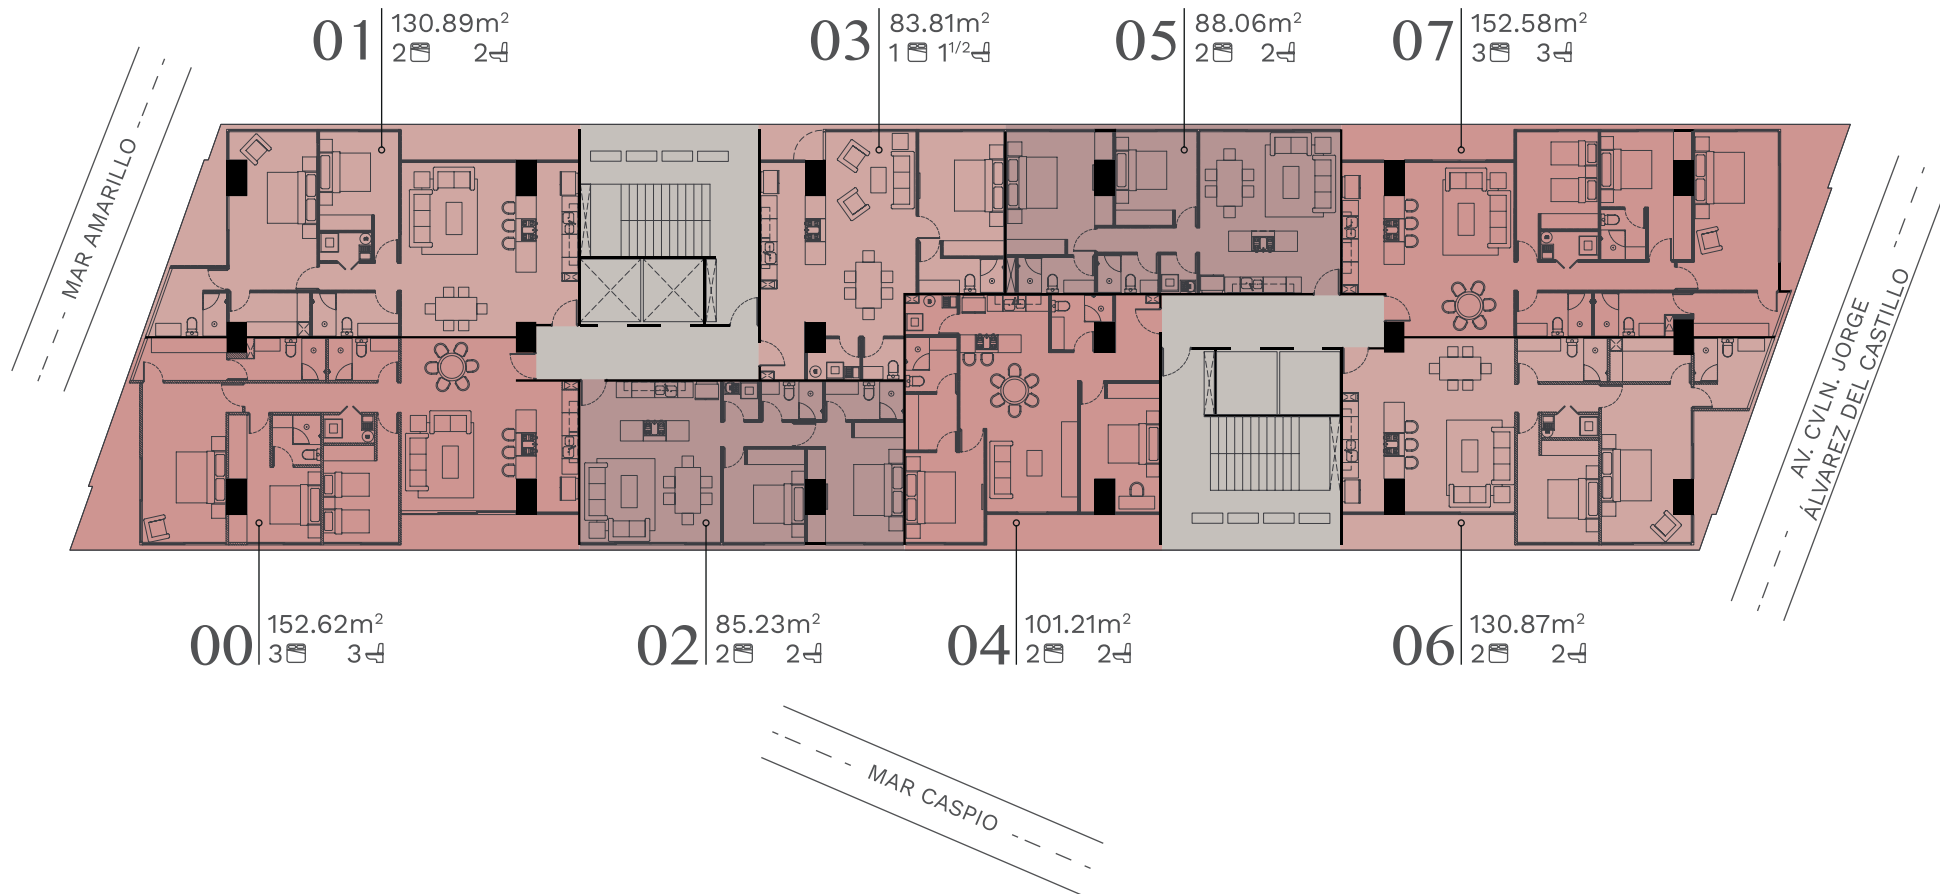 01 130.89m²
2 2
03 83.81m²
1 1 1/2
05 88.06m²
2 2
07 152.58m²
3 3
MAR AMARILLO
AV. CVLN. JORGE
ÁLVAREZ DEL CASTILLO
00 152.62m²
3 3
02 85.23m²
2 2
04 101.21m²
2 2
06 130.87m²
2 2
MAR CASPIO